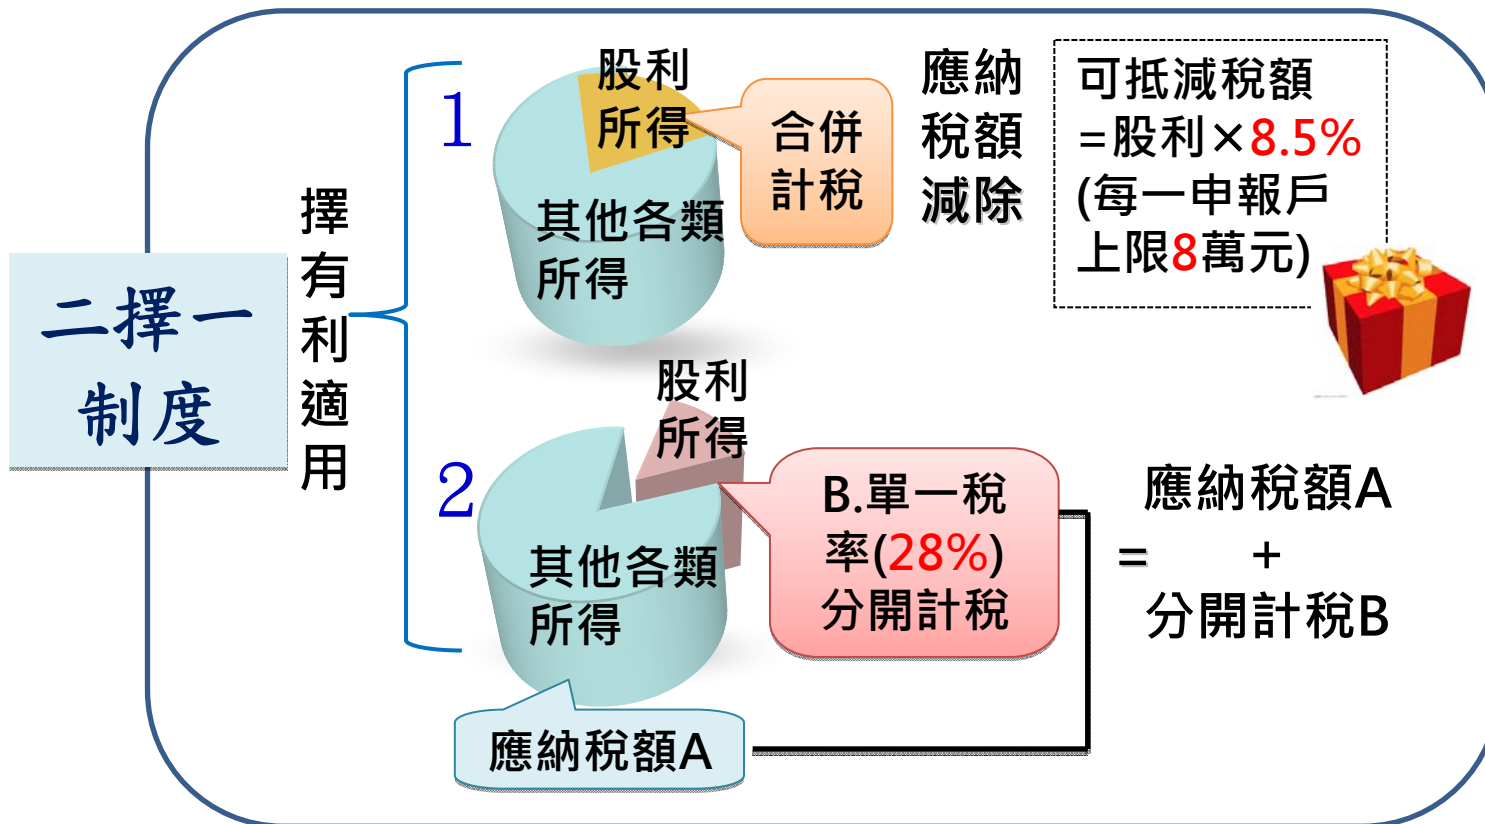 二擇一
制度
擇有利適用
1
股利
所得
其他各類
所得
合併
計稅
應納
稅額
減除
可抵減稅額
=股利×8.5%
(每一申報戶
上限8萬元)
2
股利
所得
其他各類
所得
B.單一稅
率(28%)
分開計稅
應納稅額A
= +
分開計稅B
應納稅額A